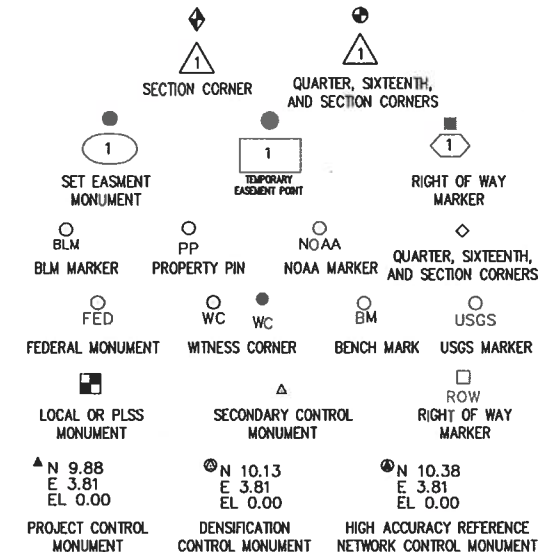 1
1
SECTION CORNER
QUARTER, SIXTEENTH,
AND SECTION CORNERS
1
1
1
SET EASMENT
MONUMENT
TEMPORARY
EASEMENT POINT
RIGHT OF WAY
MARKER
BLM
PP
NOAA
BLM MARKER
PROPERTY PIN
NOAA MARKER
QUARTER, SIXTEENTH,
AND SECTION CORNERS
FED
WC
WC
BM
USGS
FEDERAL MONUMENT
WITNESS CORNER
BENCH MARK
USGS MARKER
ROW
LOCAL OR PLSS
MONUMENT
SECONDARY CONTROL
MONUMENT
RIGHT OF WAY
MARKER
N 9.88
E 3.81
EL 0.00
N 10.13
E 3.81
EL 0.00
N 10.38
E 3.81
EL 0.00
PROJECT CONTROL
MONUMENT
DENSIFICATION
CONTROL MONUMENT
HIGH ACCURACY REFERENCE
NETWORK CONTROL MONUMENT